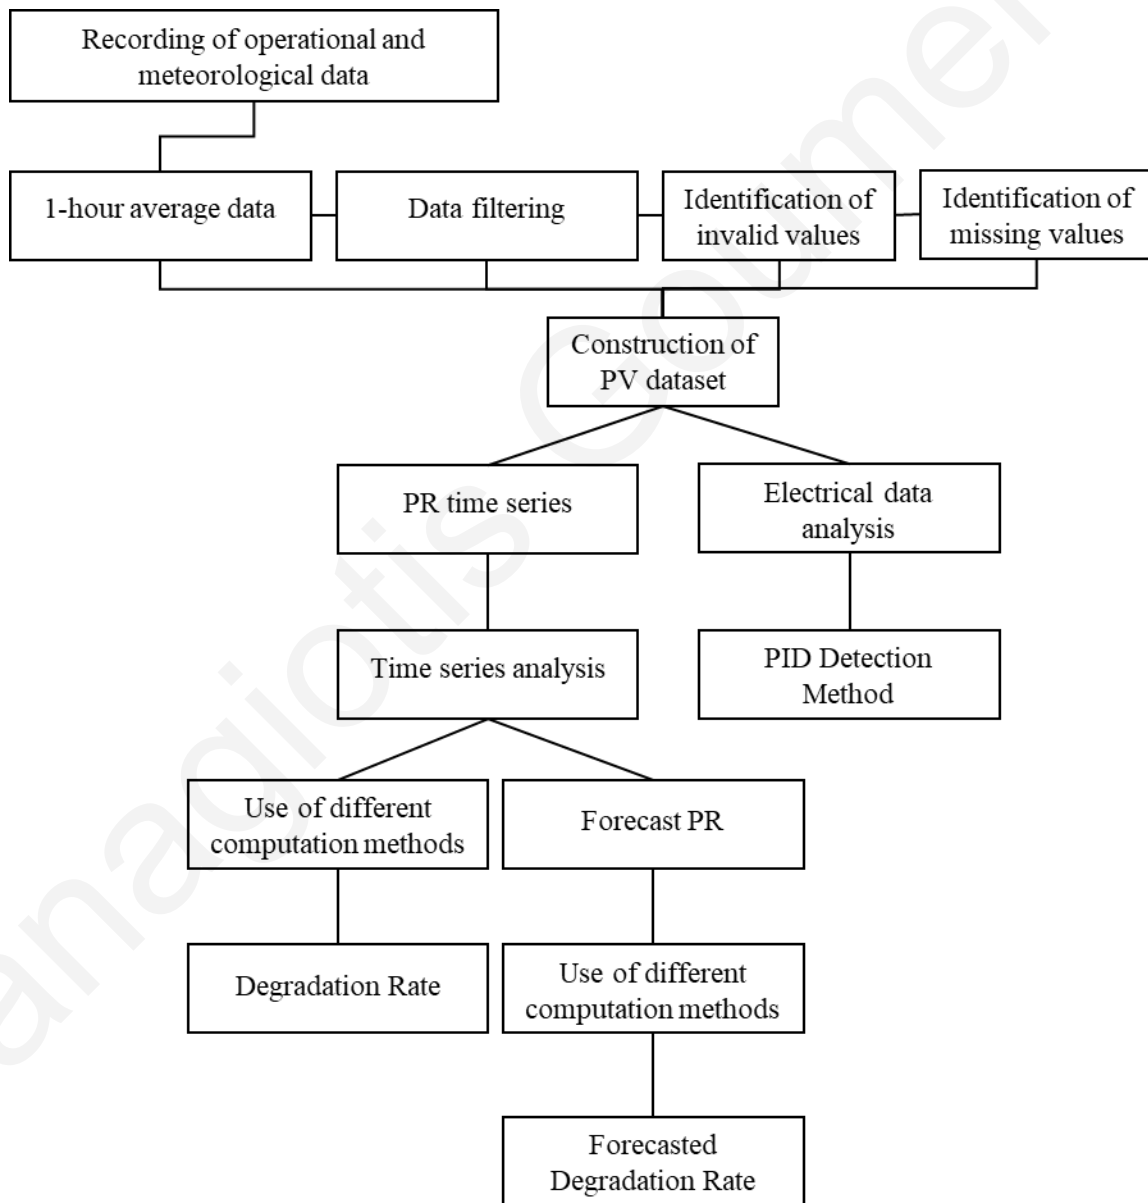 Recording of operational and
meteorological data
1-hour average data
Data filtering
Identification of
invalid values
Identification of
missing values
Construction of
PV dataset
PR time series
Electrical data
analysis
Time series analysis
PID Detection
Method
Use of different
computation methods
Forecast PR
Degradation Rate
Use of different
computation methods
Forecasted
Degradation Rate